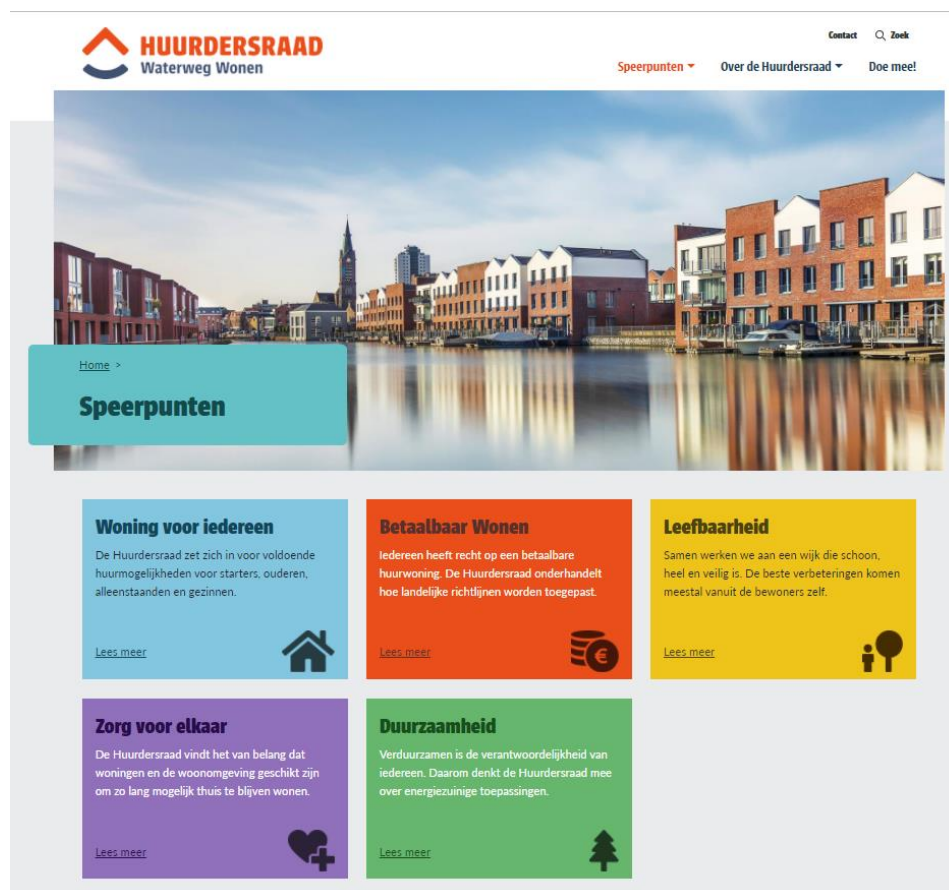 Contact
Zoek
HUURDERSRAAD
Waterweg Wonen
Speerpunten
Over de Huurdersraad
Doe mee!
Home >
Speerpunten
Woning voor iedereen
De Huurdersraad zet zich in voor voldoende
huurmogelijkheden voor starters, ouderen,
alleenstaanden en gezinnen.
Lees meer
Betaalbaar Wonen
Iedereen heeft recht op een betaalbare
huurwoning. De Huurdersraad onderhandelt
hoe landelijke richtlijnen worden toegepast.
Lees meer
€
Leefbaarheid
Samen werken we aan een wijk die schoon,
heel en veilig is. De beste verbeteringen komen
meestal vanuit de bewoners zelf.
Lees meer
Zorg voor elkaar
De Huurdersraad vindt het van belang dat
woningen en de woonomgeving geschikt zijn
om zo lang mogelijk thuis te blijven wonen.
Lees meer
Duurzaamheid
Verduurzamen is de verantwoordelijkheid van
iedereen. Daarom denkt de Huurdersraad mee
over energiezuinige toepassingen.
Lees meer